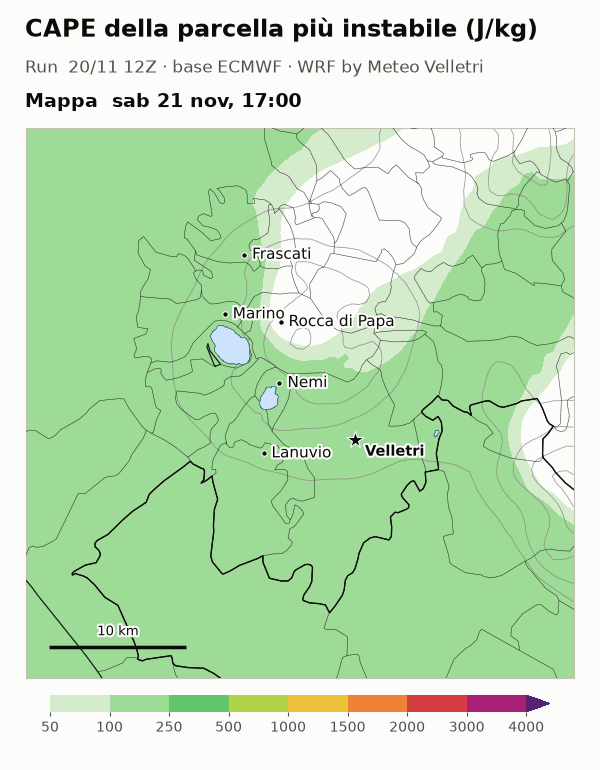 CAPE della parcella più instabile (J/kg)
Run  20/11 12Z · base ECMWF · WRF by Meteo Velletri
Mappa  sab 21 nov, 17:00
Frascati
Marino
Rocca di Papa
Nemi
Velletri
Lanuvio
10 km
50 100 250 500 1000 1500 2000 3000 4000